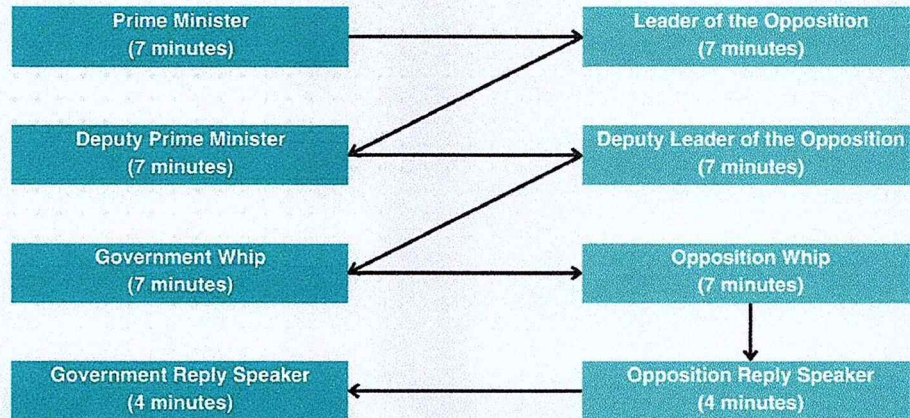 Prime Minister
(7 minutes)
Leader of the Opposition
(7 minutes)
Deputy Prime Minister
(7 minutes)
Deputy Leader of the Opposition
(7 minutes)
Government Whip
(7 minutes)
Opposition Whip
(7 minutes)
Opposition Reply Speaker
(4 minutes)
Government Reply Speaker
(4 minutes)